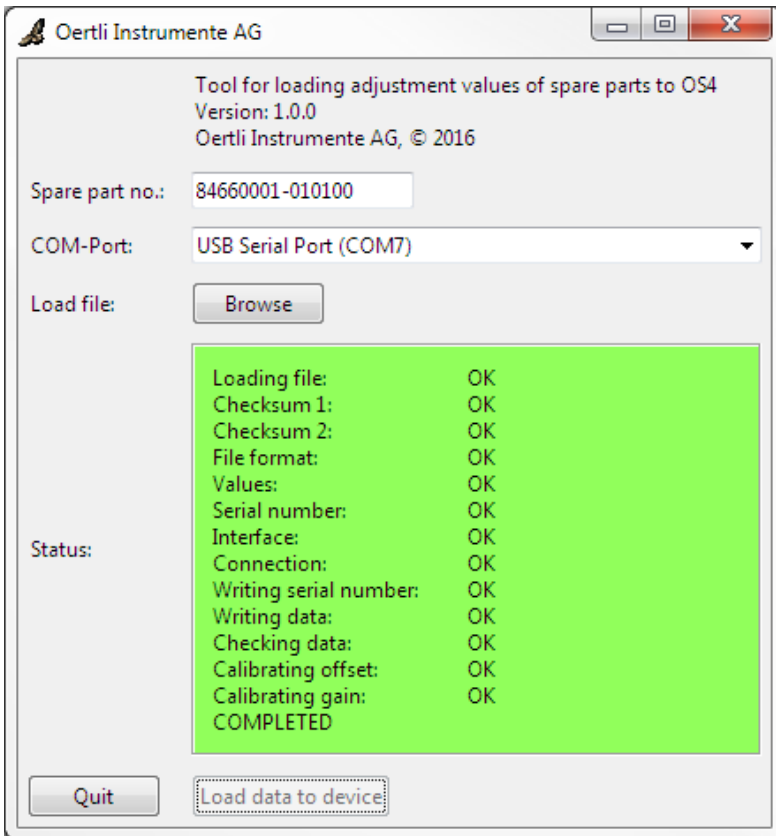 Oertli Instrumente AG
Tool for loading adjustment values of spare parts to OS4
Version: 1.0.0
Oertli Instrumente AG, © 2016
Spare part no.: 84660001-010100
COM-Port: USB Serial Port (COM7)
Load file: Browse
Status:
Loading file: OK
Checksum 1: OK
Checksum 2: OK
File format: OK
Values: OK
Serial number: OK
Interface: OK
Connection: OK
Writing serial number: OK
Writing data: OK
Checking data: OK
Calibrating offset: OK
Calibrating gain: OK
COMPLETED
Quit Load data to device